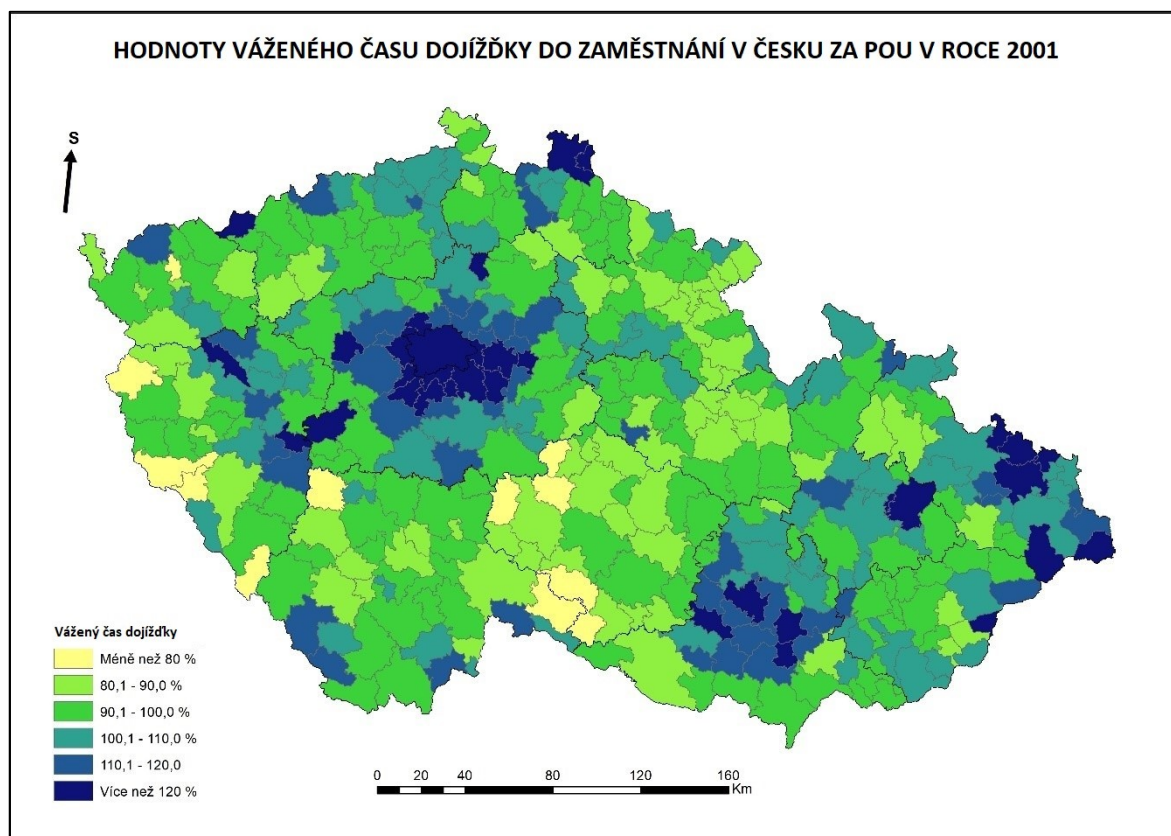 HODNOTY VÁŽENÉHO ČASU DOJÍŽĎKY DO ZAMĚSTNÁNÍ V ČESKU ZA POU V ROCE 2001
S
Vážený čas dojížďky
Méně než 80 %
80,1 - 90,0 %
90,1 - 100,0 %
100,1 - 110,0 %
110,1 - 120,0
Více než 120 %
0 20 40 80 120 160
Km